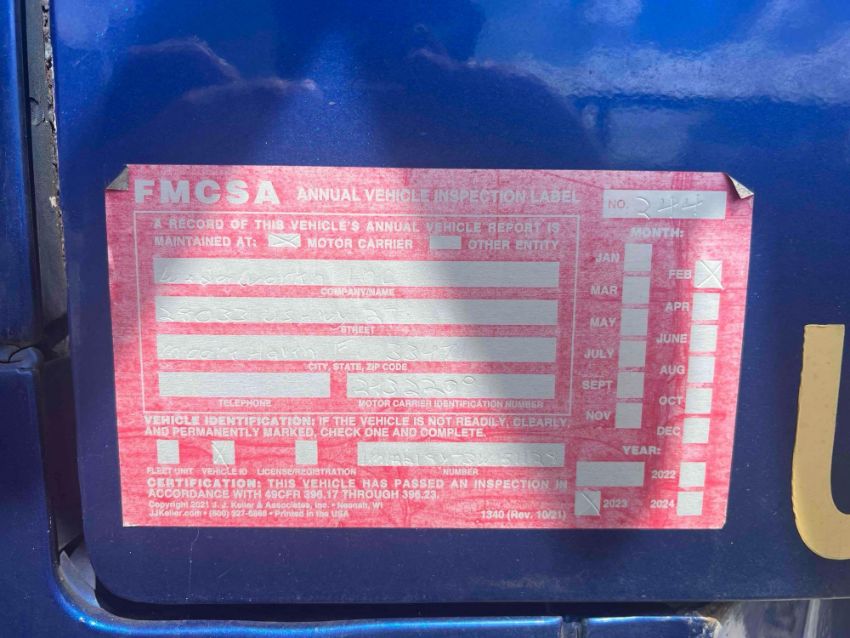 FMCSA ANNUAL VEHICLE INSPECTION LABEL NO. 344
A RECORD OF THIS VEHICLE'S ANNUAL VEHICLE REPORT IS
MAINTAINED AT: MOTOR CARRIER OTHER ENTITY
COMPANY/NAME
STREET
CITY, STATE, ZIP CODE
TELEPHONE MOTOR CARRIER IDENTIFICATION NUMBER
VEHICLE IDENTIFICATION: IF THE VEHICLE IS NOT READILY, CLEARLY,
AND PERMANENTLY MARKED, CHECK ONE AND COMPLETE.
FLEET UNIT VEHICLE ID LICENSE/REGISTRATION NUMBER
CERTIFICATION: THIS VEHICLE HAS PASSED AN INSPECTION IN
ACCORDANCE WITH 49CFR 396.17 THROUGH 396.23.
Copyright 2021 J. J. Keller & Associates, Inc. • Neenah, WI
JJKeller.com • (800) 927-6868 • Printed in the USA 1340 (Rev. 10/21)
MONTH:
JAN
FEB
MAR
APR
MAY
JUNE
JULY
AUG
SEPT
OCT
NOV
DEC
YEAR:
2022
2023 2024
U